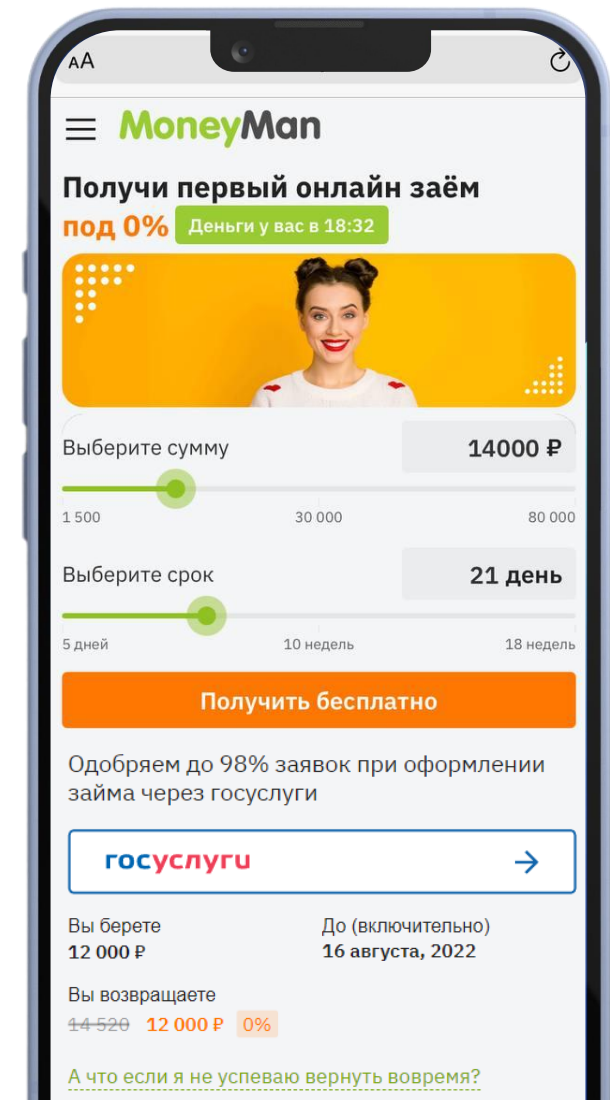 AA
MoneyMan
Получи первый онлайн заём
под 0% Деньги у вас в 18:32
Выберите сумму 14000 ₽
1 500 30 000 80 000
Выберите срок 21 день
5 дней 10 недель 18 недель
Получить бесплатно
Одобряем до 98% заявок при оформлении
займа через госуслуги
госуслуги
Вы берете До (включительно)
12 000 ₽ 16 августа, 2022
Вы возвращаете
14 520 12 000 ₽ 0%
А что если я не успеваю вернуть вовремя?